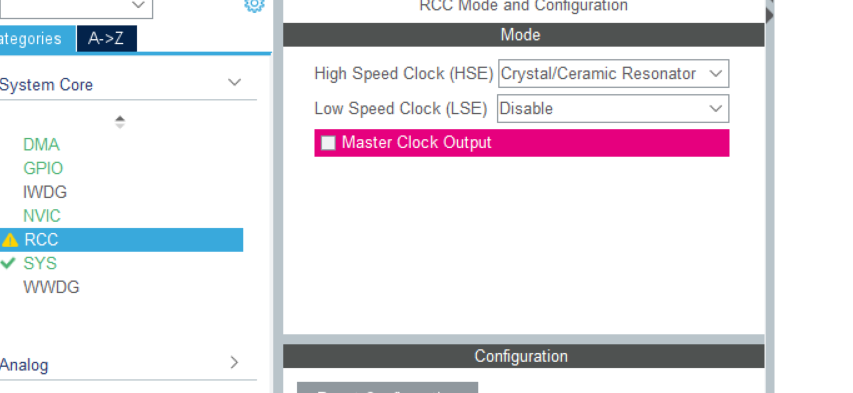 RCC Mode and Configuration
Mode
A->Z
System Core
High Speed Clock (HSE) Crystal/Ceramic Resonator
Low Speed Clock (LSE) Disable
Master Clock Output
DMA
GPIO
IWDG
NVIC
RCC
SYS
WWDG
Configuration
Analog